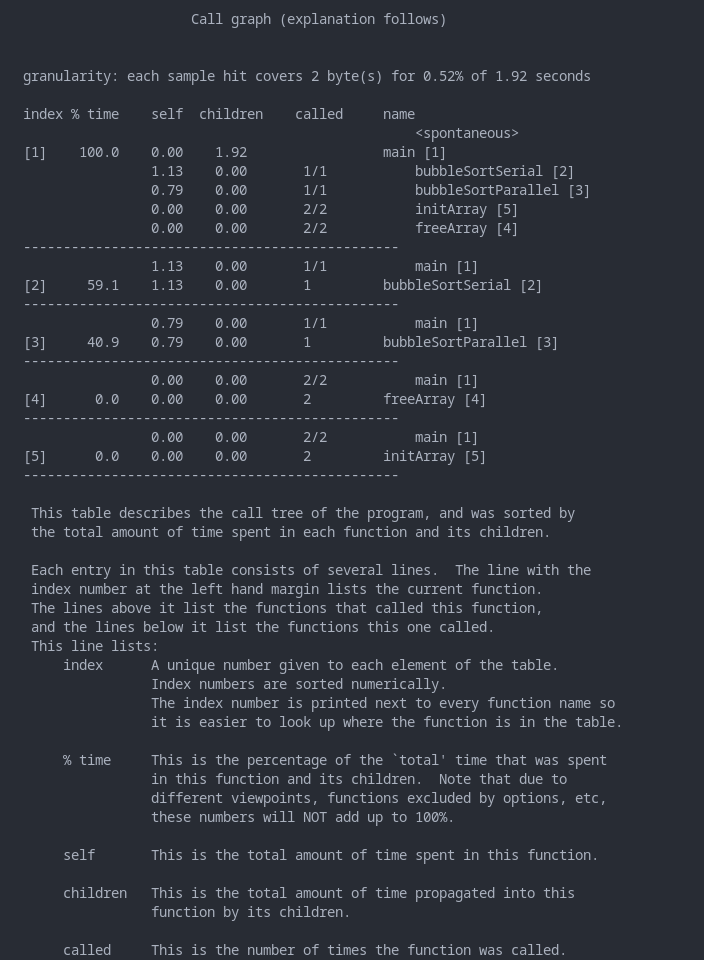 Call graph (explanation follows)
granularity: each sample hit covers 2 byte(s) for 0.52% of 1.92 seconds
index % time    self  children    called     name
                                                 <spontaneous>
[1]    100.0    0.00    1.92                 main [1]
                1.13    0.00       1/1           bubbleSortSerial [2]
                0.79    0.00       1/1           bubbleSortParallel [3]
                0.00    0.00       2/2           initArray [5]
                0.00    0.00       2/2           freeArray [4]
-----------------------------------------------
                1.13    0.00       1/1           main [1]
[2]     59.1    1.13    0.00       1         bubbleSortSerial [2]
-----------------------------------------------
                0.79    0.00       1/1           main [1]
[3]     40.9    0.79    0.00       1         bubbleSortParallel [3]
-----------------------------------------------
                0.00    0.00       2/2           main [1]
[4]      0.0    0.00    0.00       2         freeArray [4]
-----------------------------------------------
                0.00    0.00       2/2           main [1]
[5]      0.0    0.00    0.00       2         initArray [5]
-----------------------------------------------
This table describes the call tree of the program, and was sorted by
the total amount of time spent in each function and its children.
Each entry in this table consists of several lines.  The line with the
index number at the left hand margin lists the current function.
The lines above it list the functions that called this function,
and the lines below it list the functions this one called.
This line lists:
index      A unique number given to each element of the table.
Index numbers are sorted numerically.
The index number is printed next to every function name so
it is easier to look up where the function is in the table.
% time     This is the percentage of the `total' time that was spent
in this function and its children.  Note that due to
different viewpoints, functions excluded by options, etc,
these numbers will NOT add up to 100%.
self       This is the total amount of time spent in this function.
children   This is the total amount of time propagated into this
function by its children.
called     This is the number of times the function was called.